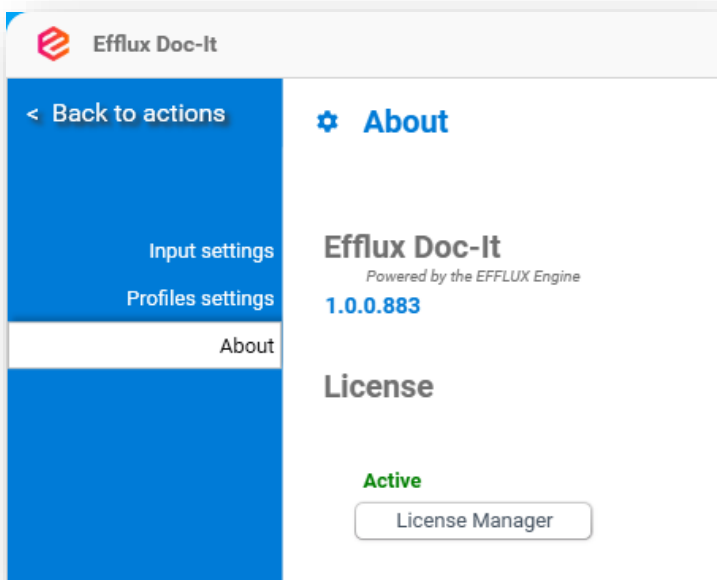 Efflux Doc-It
< Back to actions
About
Input settings
Profiles settings
About
Efflux Doc-It
Powered by the EFFLUX Engine
1.0.0.883
License
Active
License Manager